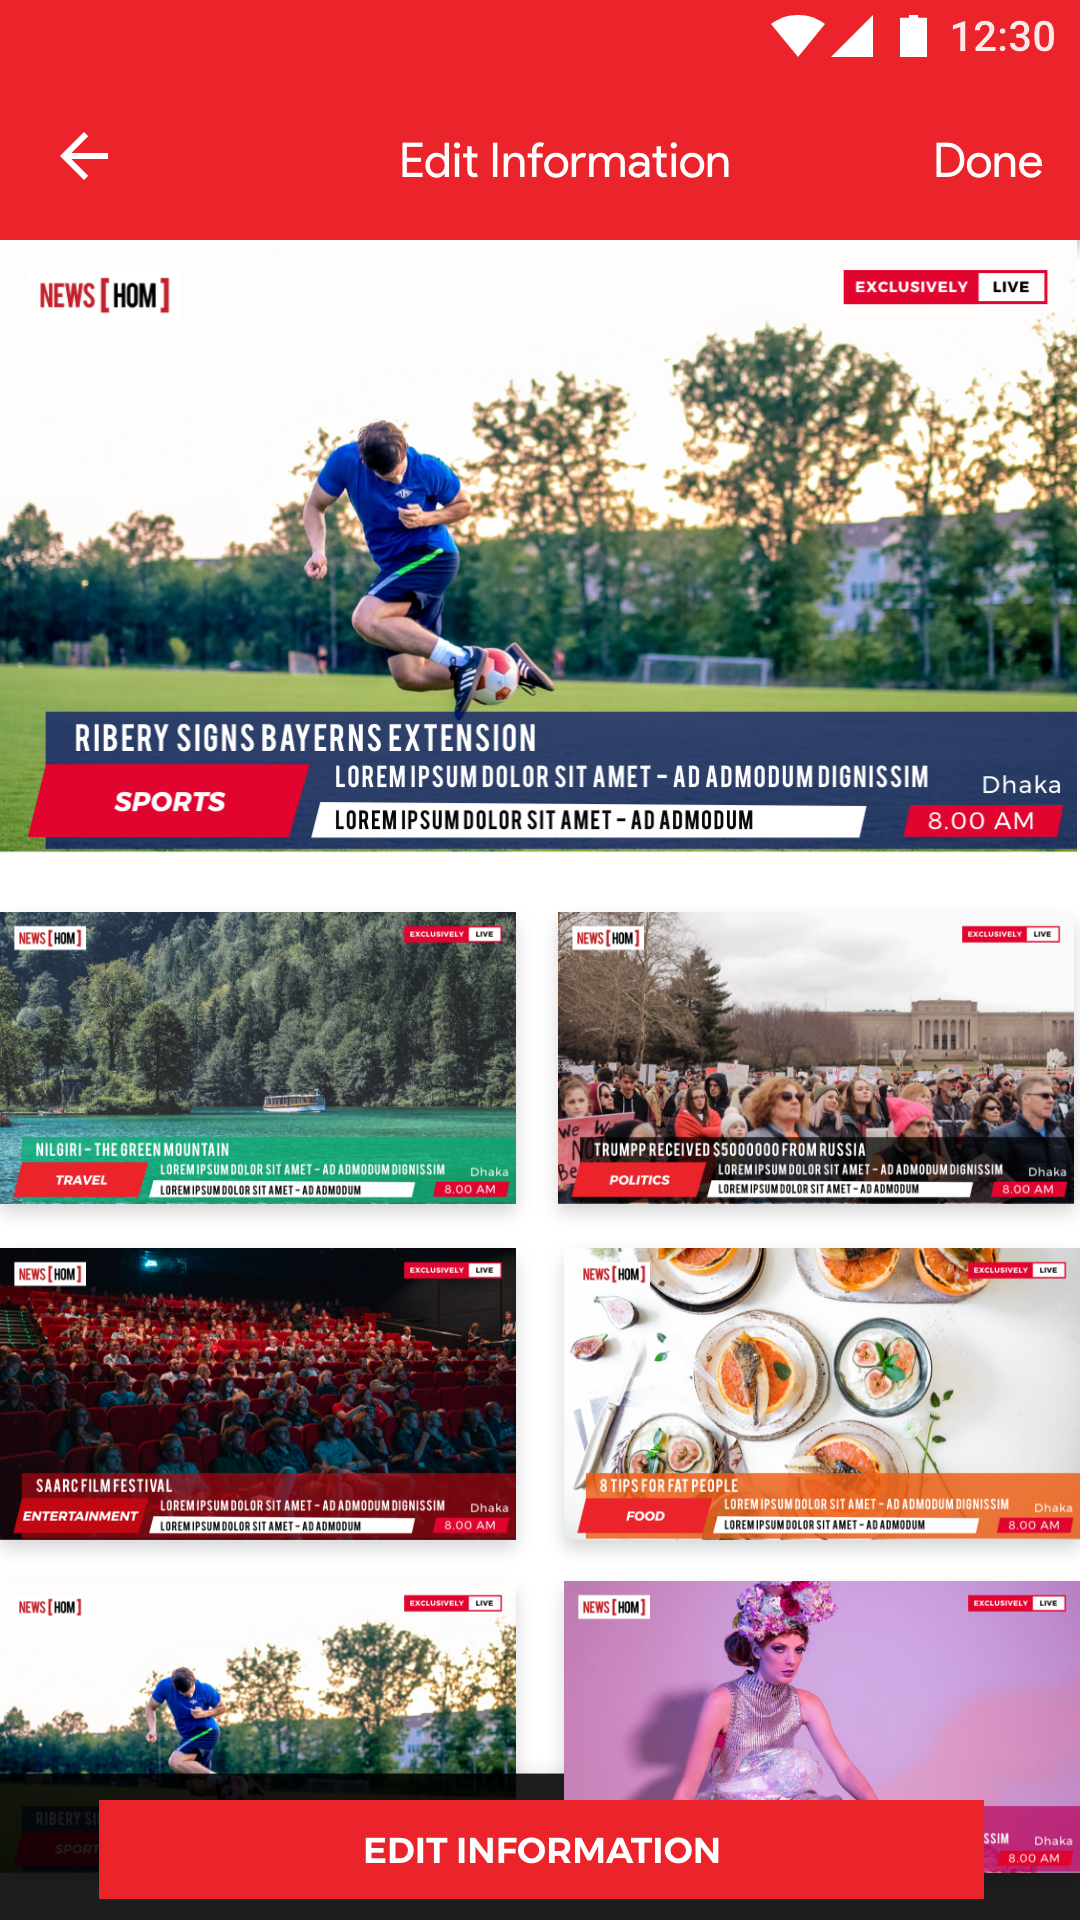 12:30
Edit Information
Done
NEWS [HOM]
EXCLUSIVELY LIVE
RIBERY SIGNS BAYERNS EXTENSION
LOREM IPSUM DOLOR SIT AMET - AD ADMODUM DIGNISSIM
Dhaka
SPORTS
LOREM IPSUM DOLOR SIT AMET - AD ADMODUM
8.00 AM
NEWS [HOM]
EXCLUSIVELY LIVE
NILGIRI - THE GREEN MOUNTAIN
LOREM IPSUM DOLOR SIT AMET - AD ADMODUM DIGNISSIM
Dhaka
TRAVEL
LOREM IPSUM DOLOR SIT AMET - AD ADMODUM
8.00 AM
NEWS [HOM]
EXCLUSIVELY LIVE
We
TRUMPP RECEIVED $5000000 FROM RUSSIA
LOREM IPSUM DOLOR SIT AMET - AD ADMODUM DIGNISSIM
Dhaka
POLITICS
LOREM IPSUM DOLOR SIT AMET - AD ADMODUM
8.00 AM
NEWS [HOM]
EXCLUSIVELY LIVE
SAARC FILM FESTIVAL
LOREM IPSUM DOLOR SIT AMET - AD ADMODUM DIGNISSIM
Dhaka
ENTERTAINMENT
LOREM IPSUM DOLOR SIT AMET - AD ADMODUM
8.00 AM
NEWS [HOM]
EXCLUSIVELY LIVE
8 TIPS FOR FAT PEOPLE
LOREM IPSUM DOLOR SIT AMET - AD ADMODUM DIGNISSIM
Dhaka
FOOD
LOREM IPSUM DOLOR SIT AMET - AD ADMODUM
8.00 AM
NEWS [HOM]
EXCLUSIVELY LIVE
RIBERY SI
SPORT
NEWS [HOM]
EXCLUSIVELY LIVE
SSIM
Dhaka
8.00 AM
EDIT INFORMATION